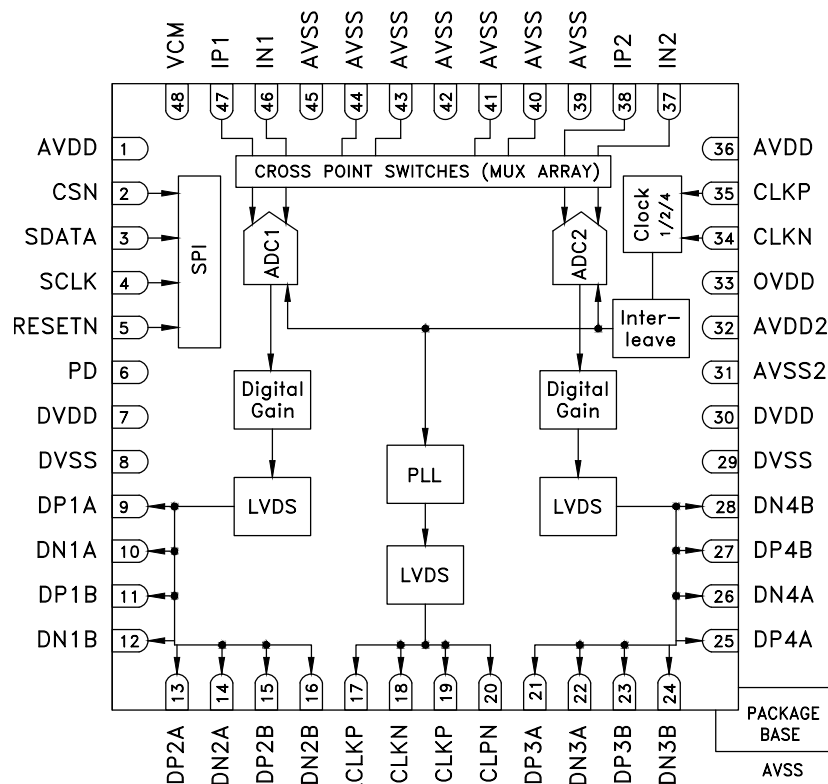 VCM
IP1
IN1
AVSS
AVSS
AVSS
AVSS
AVSS
AVSS
AVSS
IP2
IN2
48
47
46
45
44
43
42
41
40
39
38
37
AVDD 1
CROSS POINT SWITCHES (MUX ARRAY)
36 AVDD
CSN 2
35 CLKP
SDATA 3
SPI
ADC1
ADC2
Clock
1/2/4
34 CLKN
SCLK 4
33 OVDD
RESETN 5
Inter-
leave
32 AVDD2
PD 6
Digital
Gain
Digital
Gain
31 AVSS2
DVDD 7
30 DVDD
DVSS 8
PLL
29 DVSS
DP1A 9
LVDS
LVDS
28 DN4B
DN1A 10
27 DP4B
DP1B 11
LVDS
26 DN4A
DN1B 12
25 DP4A
13
14
15
16
17
18
19
20
21
22
23
24
DP2A
DN2A
DP2B
DN2B
CLKP
CLKN
CLKP
CLPN
DP3A
DN3A
DP3B
DN3B
PACKAGE
BASE
AVSS